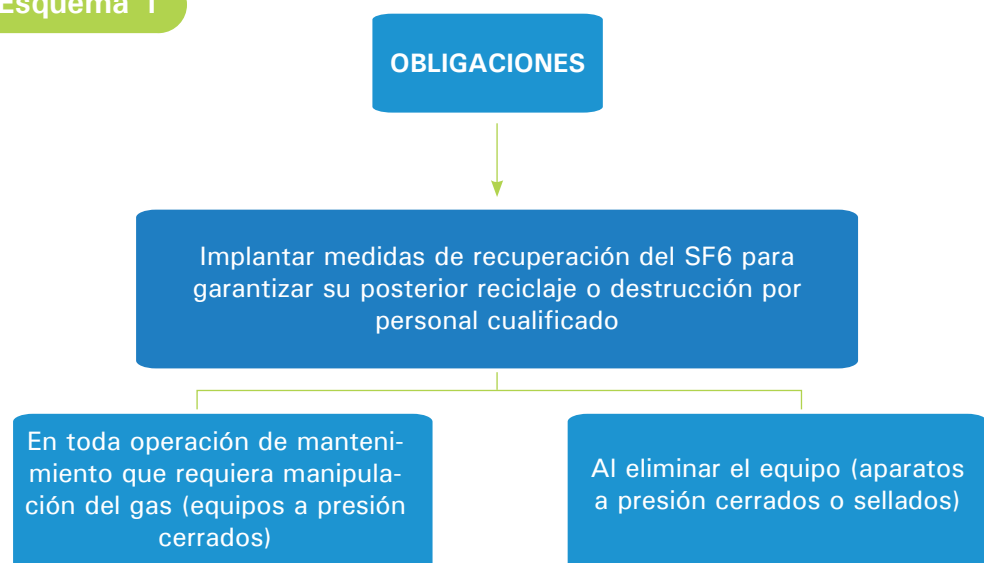 Esquema 1
OBLIGACIONES
Implantar medidas de recuperación del SF6 para
garantizar su posterior reciclaje o destrucción por
personal cualificado
En toda operación de manteni-
miento que requiera manipula-
ción del gas (equipos a presión
cerrados)
Al eliminar el equipo (aparatos
a presión cerrados o sellados)